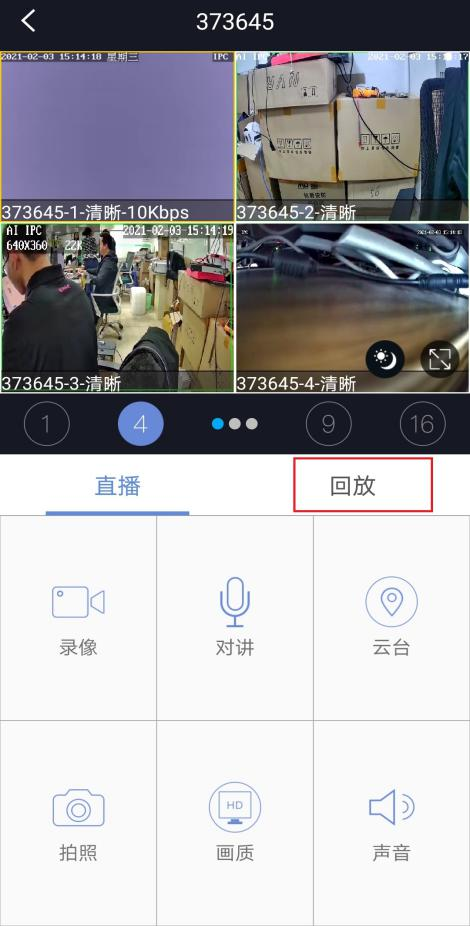 373645
2021-02-03 15:14:18 星期三 IPC
373645-1-清晰-10Kbps
373645-2-清晰
AI IPC 2021-02-03-15:14:19
640X360 22K
373645-3-清晰
373645-4-清晰
1 4 9 16
直播 回放
录像 对讲 云台
HD
拍照 画质 声音